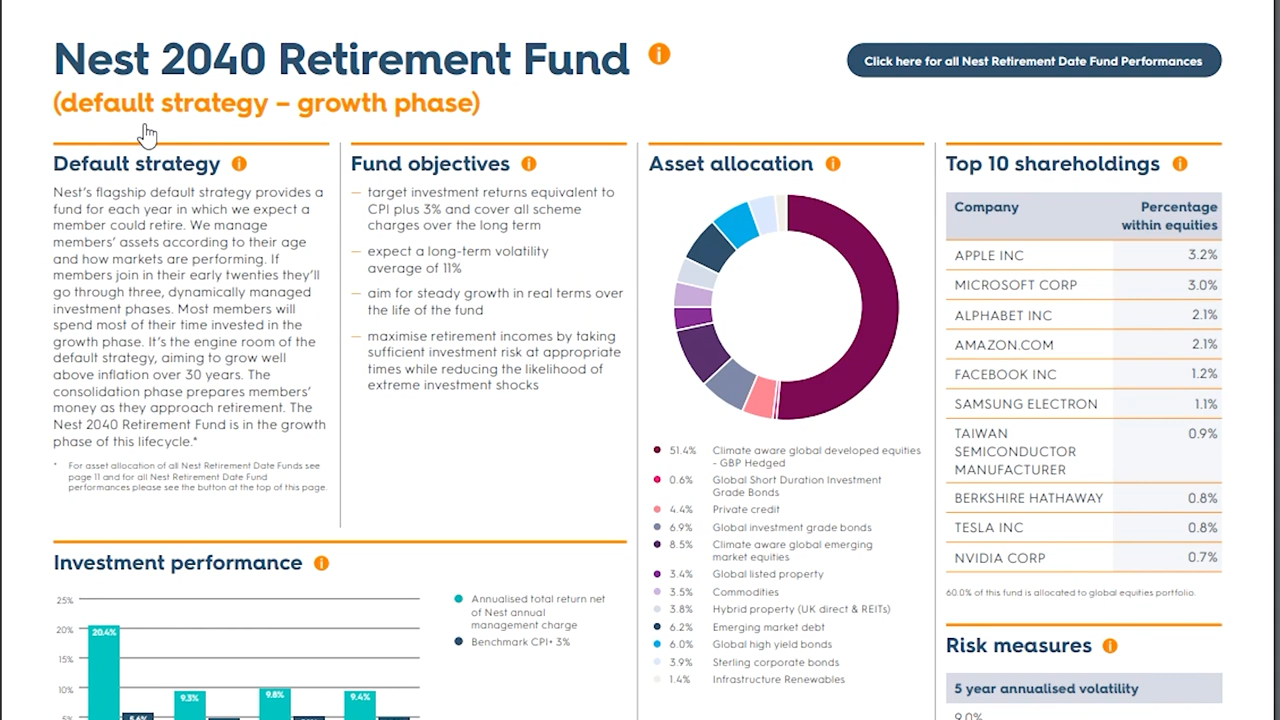 Nest 2040 Retirement Fund
Click here for all Nest Retirement Date Fund Performances
(default strategy – growth phase)
Default strategy
Nest's flagship default strategy provides a
fund for each year in which we expect a
member could retire. We manage
members' assets according to their age
and how markets are performing. If
members join in their early twenties they'll
go through three, dynamically managed
investment phases. Most members will
spend most of their time invested in the
growth phase. It's the engine room of the
default strategy, aiming to grow well
above inflation over 30 years. The
consolidation phase prepares members'
money as they approach retirement. The
Nest 2040 Retirement Fund is in the growth
phase of this lifecycle.*
* For asset allocation of all Nest Retirement Date Funds see
page 11 and for all Nest Retirement Date Fund
performances please see the button at the top of this page.
Fund objectives
— target investment returns equivalent to
CPI plus 3% and cover all scheme
charges over the long term
— expect a long-term volatility
average of 11%
— aim for steady growth in real terms over
the life of the fund
— maximise retirement incomes by taking
sufficient investment risk at appropriate
times while reducing the likelihood of
extreme investment shocks
Investment performance
25%
20%
15%
10%
5%
20.4%
5.6%
9.3%
9.8%
9.4%
Annualised total return net
of Nest annual
management charge
Benchmark CPI+ 3%
Asset allocation
51.4% Climate aware global developed equities
- GBP Hedged
0.6% Global Short Duration Investment
Grade Bonds
4.4% Private credit
6.9% Global investment grade bonds
8.5% Climate aware global emerging
market equities
3.4% Global listed property
3.5% Commodities
3.8% Hybrid property (UK direct & REITs)
6.2% Emerging market debt
6.0% Global high yield bonds
3.9% Sterling corporate bonds
1.4% Infrastructure Renewables
Top 10 shareholdings
Company Percentage
within equities
APPLE INC 3.2%
MICROSOFT CORP 3.0%
ALPHABET INC 2.1%
AMAZON.COM 2.1%
FACEBOOK INC 1.2%
SAMSUNG ELECTRON 1.1%
TAIWAN 0.9%
SEMICONDUCTOR
MANUFACTURER
BERKSHIRE HATHAWAY 0.8%
TESLA INC 0.8%
NVIDIA CORP 0.7%
60.0% of this fund is allocated to global equities portfolio.
Risk measures
5 year annualised volatility
9.0%